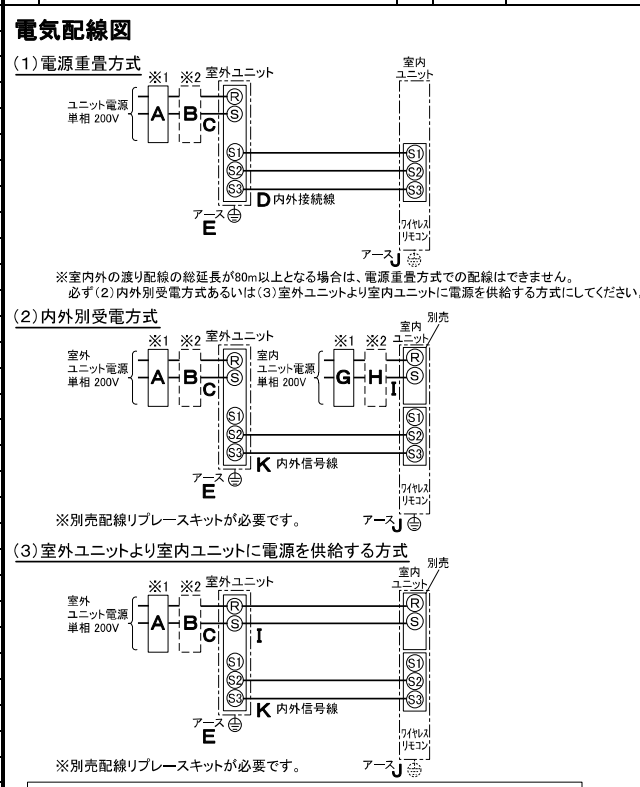 電気配線図
(1)電源重畳方式
※1 ※2 室外ユニット
室内
ユニット
ユニット電源
単相 200V
A B C
R
S
S1 S1
S2 S2
S3 S3
D 内外接続線
アース
E
ワイヤレス
リモコン
アース J
※室内外の渡り配線の総延長が80m以上となる場合は、電源重畳方式での配線はできません。
必ず(2)内外別受電方式あるいは(3)室外ユニットより室内ユニットに電源を供給する方式にしてください。
(2)内外別受電方式
※1 ※2 室外ユニット ※1 ※2 室内
ユニット 別売
室外
ユニット電源
単相 200V
A B C
R
S
室内
ユニット電源
単相 200V
G H I
R
S
S1 S1
S2 S2
S3 S3
K 内外信号線
アース
E
ワイヤレス
リモコン
アース J
※別売配線リプレースキットが必要です。
(3)室外ユニットより室内ユニットに電源を供給する方式
※1 ※2 室外ユニット
室内
ユニット 別売
室外
ユニット電源
単相 200V
A B C
R R
S I S
S1 S1
S2 S2
S3 S3
K 内外信号線
アース
E
ワイヤレス
リモコン
アース J
※別売配線リプレースキットが必要です。